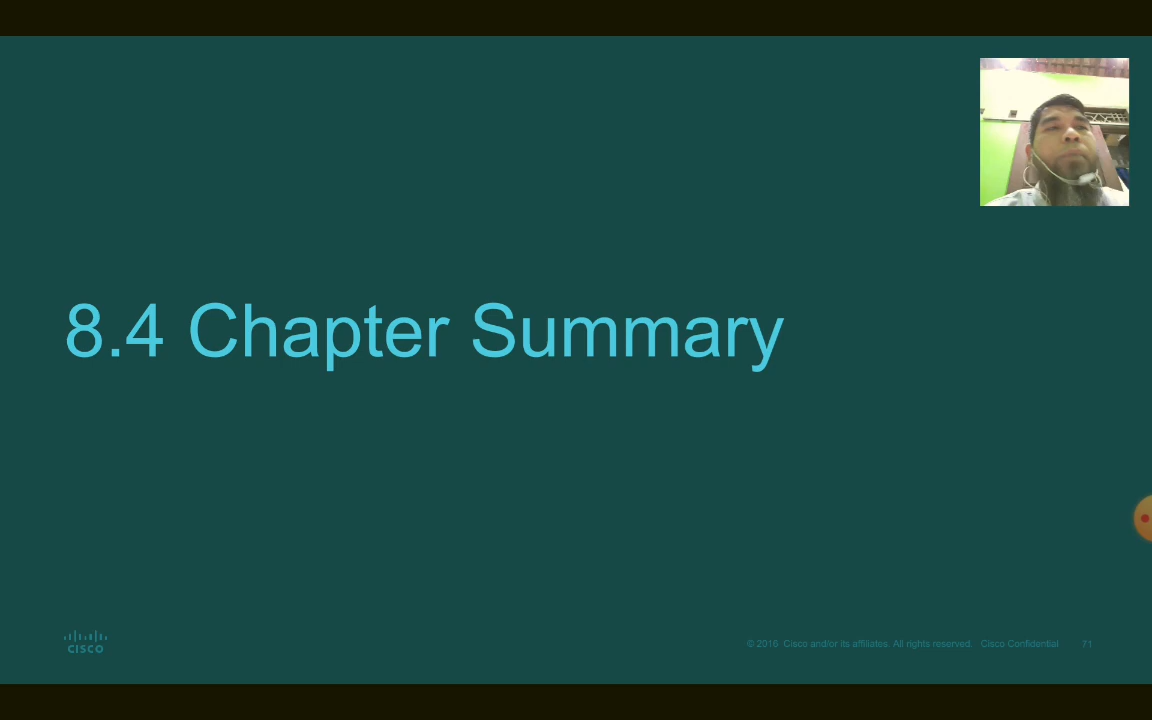 8.4 Chapter Summary
CISCO
© 2016 Cisco and/or its affiliates. All rights reserved. Cisco Confidential 71